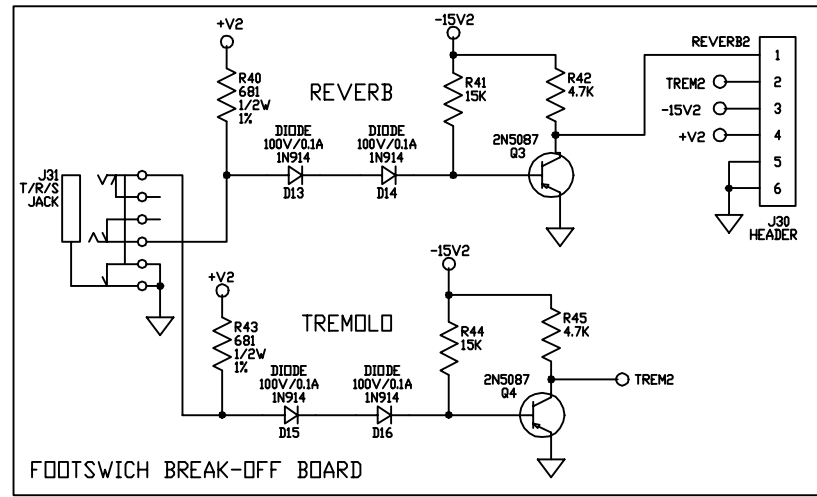 +V2
-15V2
REVERB2
R40
681
1/2W
1%
REVERB
R41
15K
R42
4.7K
1
TREM2
2
-15V2
3
+V2
4
5
6
DIODE
100V/0.1A
1N914
D13
DIODE
100V/0.1A
1N914
D14
2N5087
Q3
J31
T/R/S
JACK
J30
HEADER
+V2
-15V2
R43
681
1/2W
1%
TREMOLO
R44
15K
R45
4.7K
DIODE
100V/0.1A
1N914
D15
DIODE
100V/0.1A
1N914
D16
2N5087
Q4
TREM2
FOOTSWICH BREAK-OFF BOARD